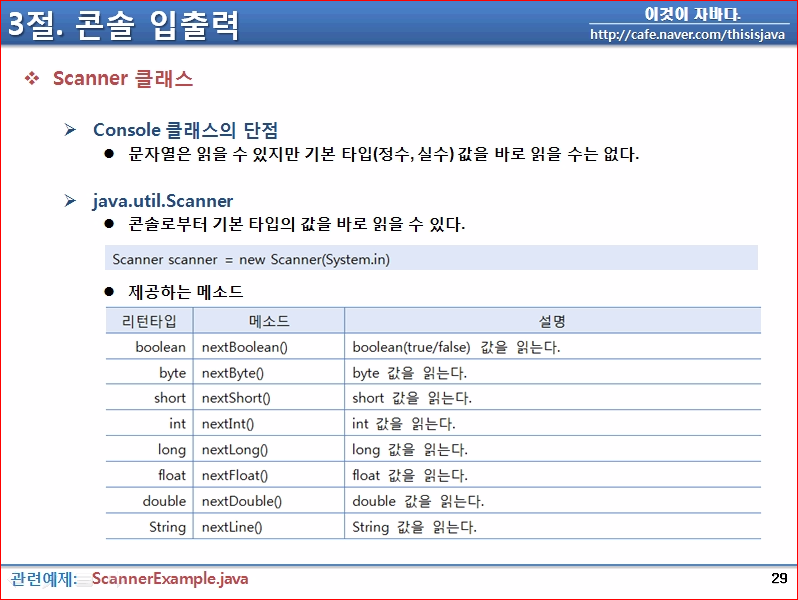 3절. 콘솔 입출력
이것이 자바다.
http://cafe.naver.com/thisisjava
❖ Scanner 클래스
➢ Console 클래스의 단점
● 문자열은 읽을 수 있지만 기본 타입(정수, 실수) 값을 바로 읽을 수는 없다.
➢ java.util.Scanner
● 콘솔로부터 기본 타입의 값을 바로 읽을 수 있다.
Scanner scanner = new Scanner(System.in)
● 제공하는 메소드
리턴타입 메소드 설명
boolean nextBoolean() boolean(true/false) 값을 읽는다.
byte nextByte() byte 값을 읽는다.
short nextShort() short 값을 읽는다.
int nextInt() int 값을 읽는다.
long nextLong() long 값을 읽는다.
float nextFloat() float 값을 읽는다.
double nextDouble() double 값을 읽는다.
String nextLine() String 값을 읽는다.
관련예제: ScannerExample.java
29